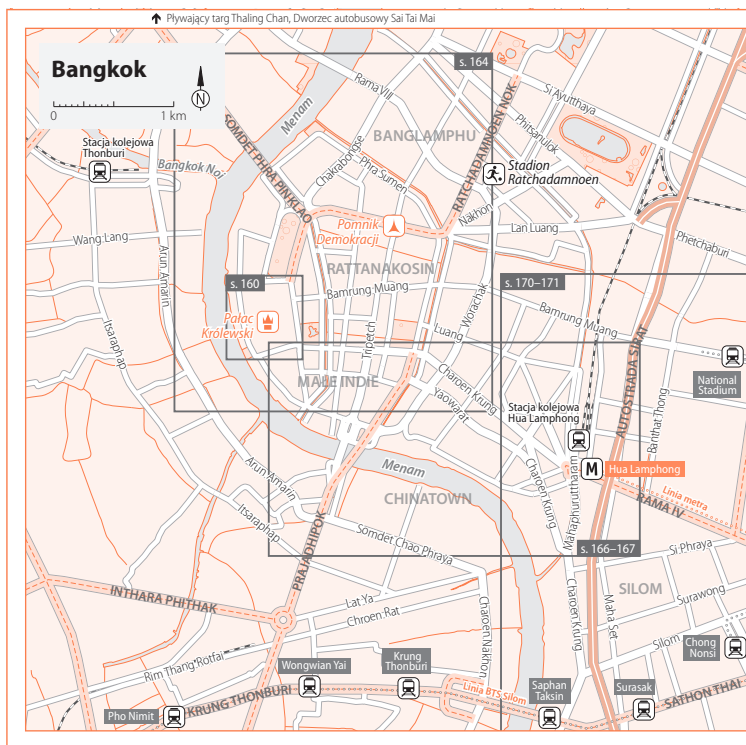 Pływający targ Thaling Chan, Dworzec autobusowy Sai Tai Mai
Bangkok
N
0 1 km
s. 164
Rama VIII
Menam
Si Ayutthaya
Phitsanulok
BANGLAMPHU
SOMDET PHRA PINKLAO
RATCHADAMNOEN NOK
Stacja kolejowa
Thonburi
Bangkok Noi
Chakrabongse
Phra Sumen
Stadion
Ratchadamnoen
Nakhon
Lan Luang
Pomnik
Demokracji
Wang Lang
Arun Amarin
Phetchaburi
RATTANAKOSIN
s. 160
s. 170–171
Bamrung Muang
Bamrung Muang
Itsaraphap
Pałac
Królewski
Tripetch
Luang
Worachak
AUTOSTRADA SIRAT
National
Stadium
MAŁE INDIE
Charoen Krung
Yaowarat
Banthat Thong
Stacja kolejowa
Hua Lamphong
M
Hua Lamphong
Menam
Arun Amarin
CHINATOWN
Charoen Krung
Mahaphruruttharam
Linia metra
RAMA IV
Itsaraphap
PRAJADHIPOK
Somdet Chao Phraya
s. 166–167
Si Phraya
INTHARA PHITHAK
Lat Ya
Chroen Rat
Charoen Nakhon
Charoen Krung
Maha Set
SILOM
Surawong
Silom
Chong
Nonsi
Rim Thang Rotfai
Wongwian Yai
Krung
Thonburi
Linia BTS Silom
Saphan
Taksin
Surasak
SATHON THAI
Pho Nimit
KRUNG THONBURI